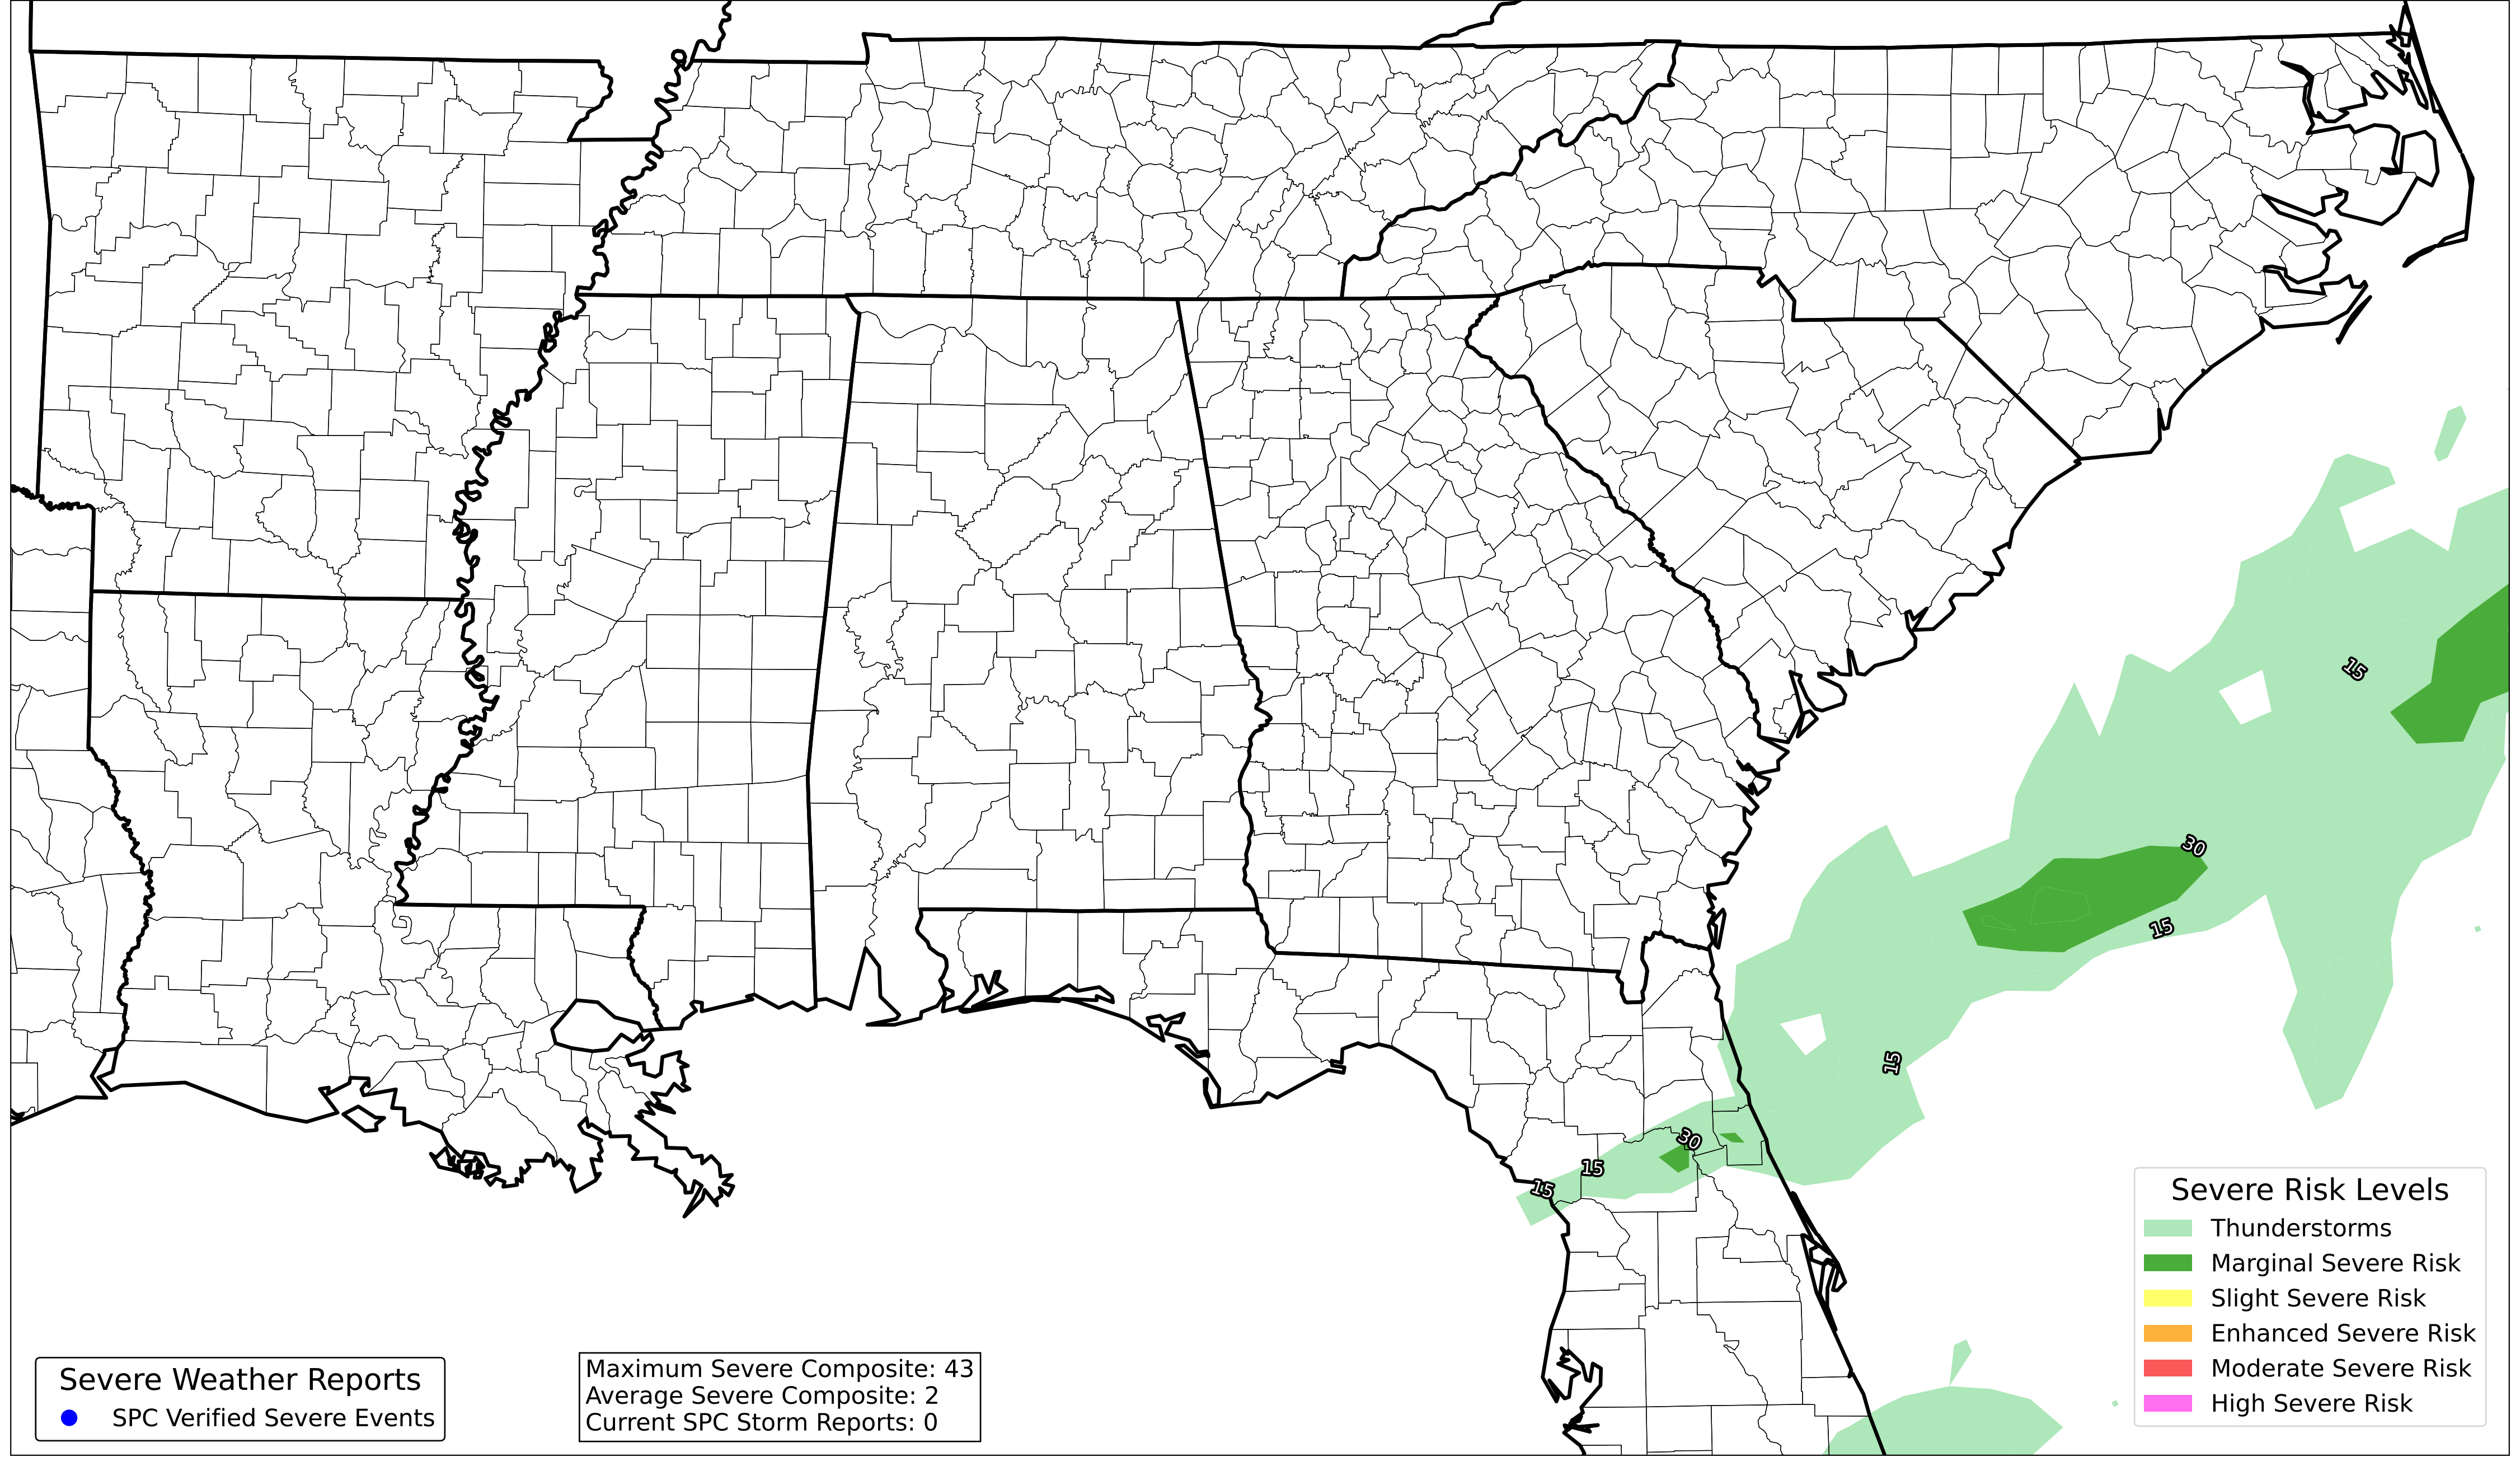 15
30
15
15
30
15
15
Severe Risk Levels
Thunderstorms
Marginal Severe Risk
Slight Severe Risk
Enhanced Severe Risk
Moderate Severe Risk
High Severe Risk
Severe Weather Reports
SPC Verified Severe Events
Maximum Severe Composite: 43
Average Severe Composite: 2
Current SPC Storm Reports: 0